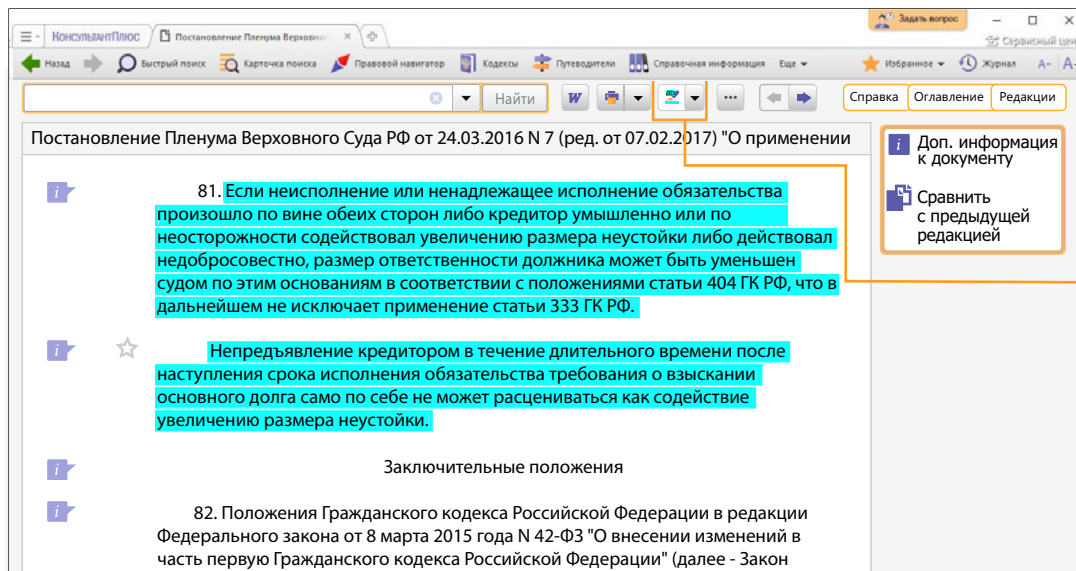 Задать вопрос
КонсультантПлюс
Постановление Пленума Верховног
Сервисный цен
Назад
Быстрый поиск
Карточка поиска
Правовой навигатор
Кодексы
Путеводители
Справочная информация
Еще
Избранное
Журнал
А-
А-
Найти
W
Справка
Оглавление
Редакции
Постановление Пленума Верховного Суда РФ от 24.03.2016 N 7 (ред. от 07.02.2017) "О применении
i Доп. информация
к документу
Сравнить
с предыдущей
редакцией
i 81. Если неисполнение или ненадлежащее исполнение обязательства
произошло по вине обеих сторон либо кредитор умышленно или по
неосторожности содействовал увеличению размера неустойки либо действовал
недобросовестно, размер ответственности должника может быть уменьшен
судом по этим основаниям в соответствии с положениями статьи 404 ГК РФ, что в
дальнейшем не исключает применение статьи 333 ГК РФ.
i Непредъявление кредитором в течение длительного времени после
наступления срока исполнения обязательства требования о взыскании
основного долга само по себе не может расцениваться как содействие
увеличению размера неустойки.
i Заключительные положения
i 82. Положения Гражданского кодекса Российской Федерации в редакции
Федерального закона от 8 марта 2015 года N 42-ФЗ "О внесении изменений в
часть первую Гражданского кодекса Российской Федерации" (далее - Закон